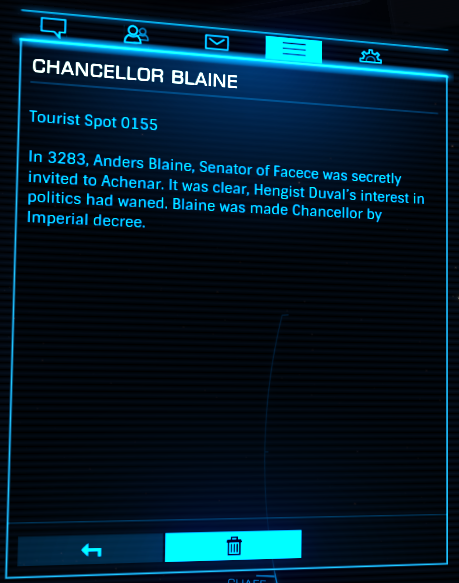 CHANCELLOR BLAINE
Tourist Spot 0155
In 3283, Anders Blaine, Senator of Facece was secretly
invited to Achenar. It was clear, Hengist Duval's interest in
politics had waned. Blaine was made Chancellor by
Imperial decree.